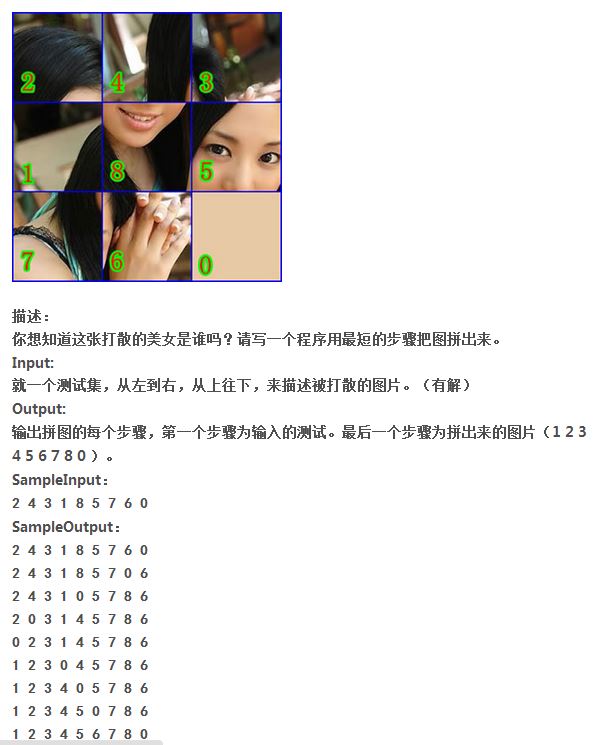 2 4 3
1 8 5
7 6 0
描述：
你想知道这张打散的美女是谁吗？请写一个程序用最短的步骤把图拼出来。
Input:
就一个测试集，从左到右，从上往下，来描述被打散的图片。（有解）
Output:
输出拼图的每个步骤，第一个步骤为输入的测试。最后一个步骤为拼出来的图片（1 2 3
4 5 6 7 8 0 ）。
SampleInput：
2 4 3 1 8 5 7 6 0
SampleOutput：
2 4 3 1 8 5 7 6 0
2 4 3 1 8 5 7 0 6
2 4 3 1 0 5 7 8 6
2 0 3 1 4 5 7 8 6
0 2 3 1 4 5 7 8 6
1 2 3 0 4 5 7 8 6
1 2 3 4 0 5 7 8 6
1 2 3 4 5 0 7 8 6
1 2 3 4 5 6 7 8 0